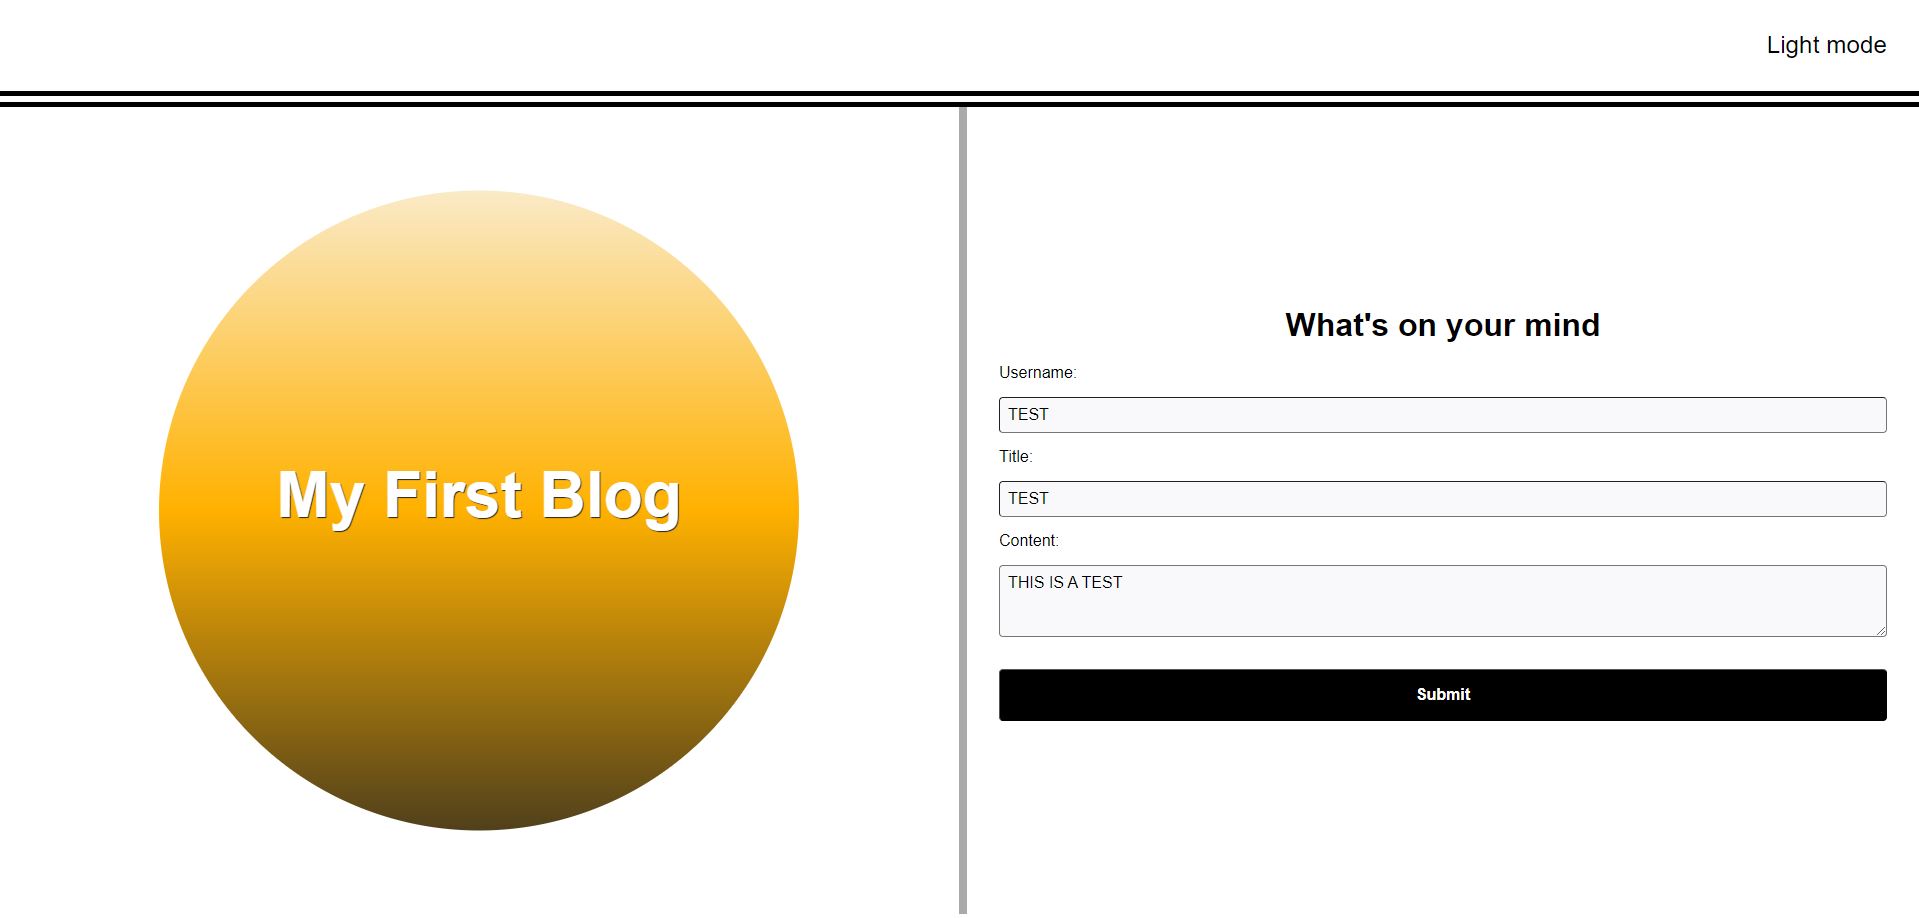 Light mode
My First Blog
What's on your mind
Username:
TEST
Title:
TEST
Content:
THIS IS A TEST
Submit